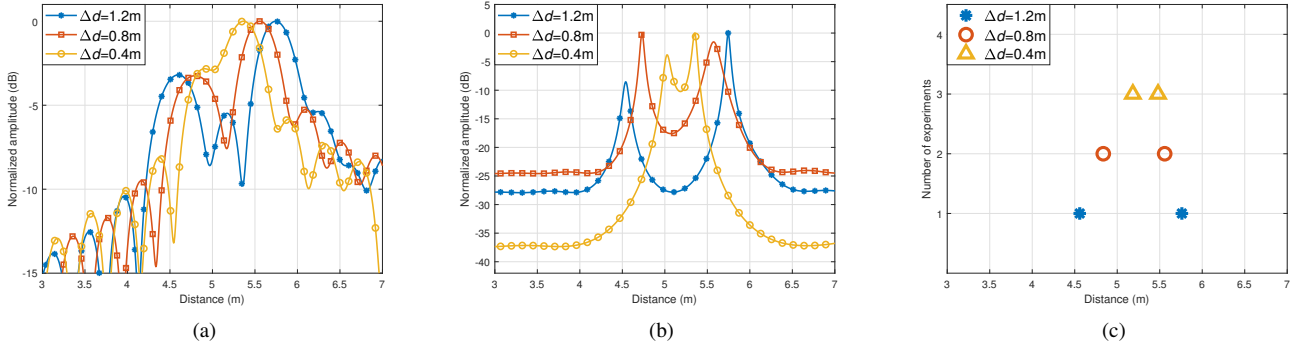 Δd=1.2m
Δd=0.8m
Δd=0.4m
Normalized amplitude (dB)
0
-5
-10
-15
3 3.5 4 4.5 5 5.5 6 6.5 7
Distance (m)
(a)
Δd=1.2m
Δd=0.8m
Δd=0.4m
Normalized amplitude (dB)
5
0
-5
-10
-15
-20
-25
-30
-35
-40
3 3.5 4 4.5 5 5.5 6 6.5 7
Distance (m)
(b)
Δd=1.2m
Δd=0.8m
Δd=0.4m
Number of experiments
4
3
2
1
3 3.5 4 4.5 5 5.5 6 6.5 7
Distance (m)
(c)